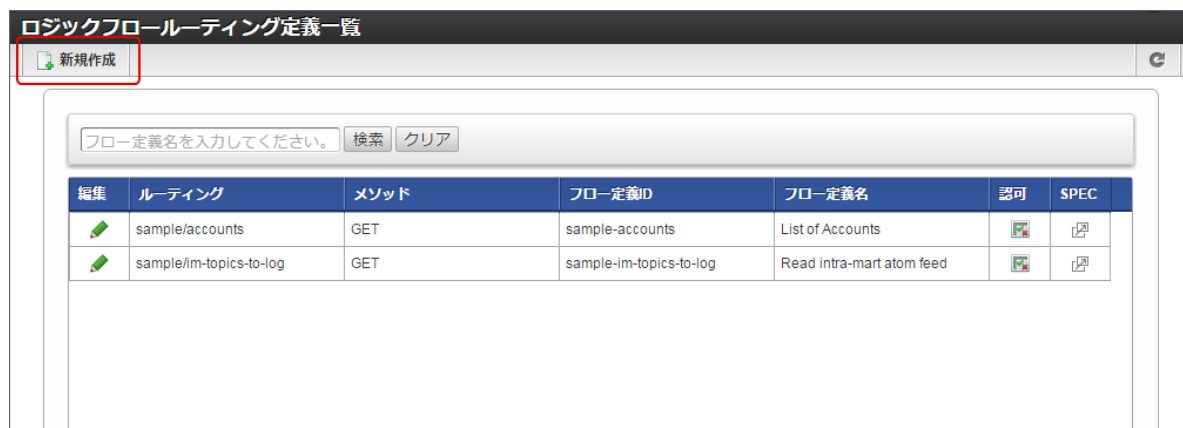 ロジックフロールーティング定義一覧
新規作成
フロー定義名を入力してください。 検索 クリア
編集 ルーティング メソッド フロー定義ID フロー定義名 認可 SPEC
sample/accounts GET sample-accounts List of Accounts
sample/im-topics-to-log GET sample-im-topics-to-log Read intra-mart atom feed